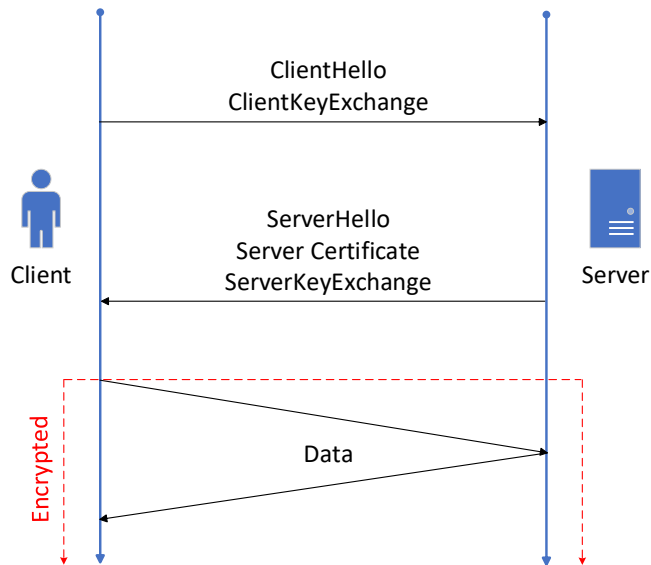 ClientHello
ClientKeyExchange
Client
ServerHello
Server Certificate
ServerKeyExchange
Server
Encrypted
Data